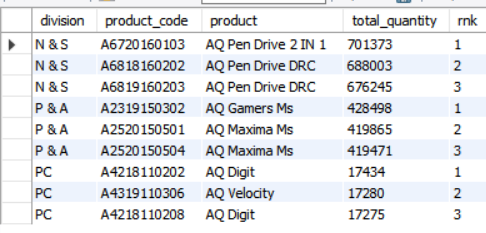 division product_code product total_quantity rnk
N & S A6720160103 AQ Pen Drive 2 IN 1 701373 1
N & S A6818160202 AQ Pen Drive DRC 688003 2
N & S A6819160203 AQ Pen Drive DRC 676245 3
P & A A2319150302 AQ Gamers Ms 428498 1
P & A A2520150501 AQ Maxima Ms 419865 2
P & A A2520150504 AQ Maxima Ms 419471 3
PC A4218110202 AQ Digit 17434 1
PC A4319110306 AQ Velocity 17280 2
PC A4218110208 AQ Digit 17275 3